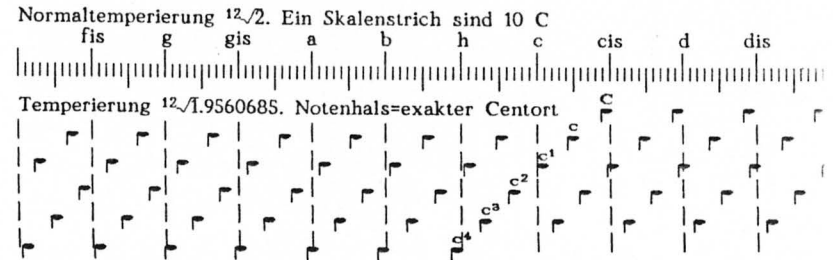 Normaltemperierung ¹²√2. Ein Skalenstrich sind 10 C
fis g gis a b h c cis d dis
Temperierung ¹²√1.9560685. Notenhals=exakter Centort
C
c
c¹
c²
c³
c⁴